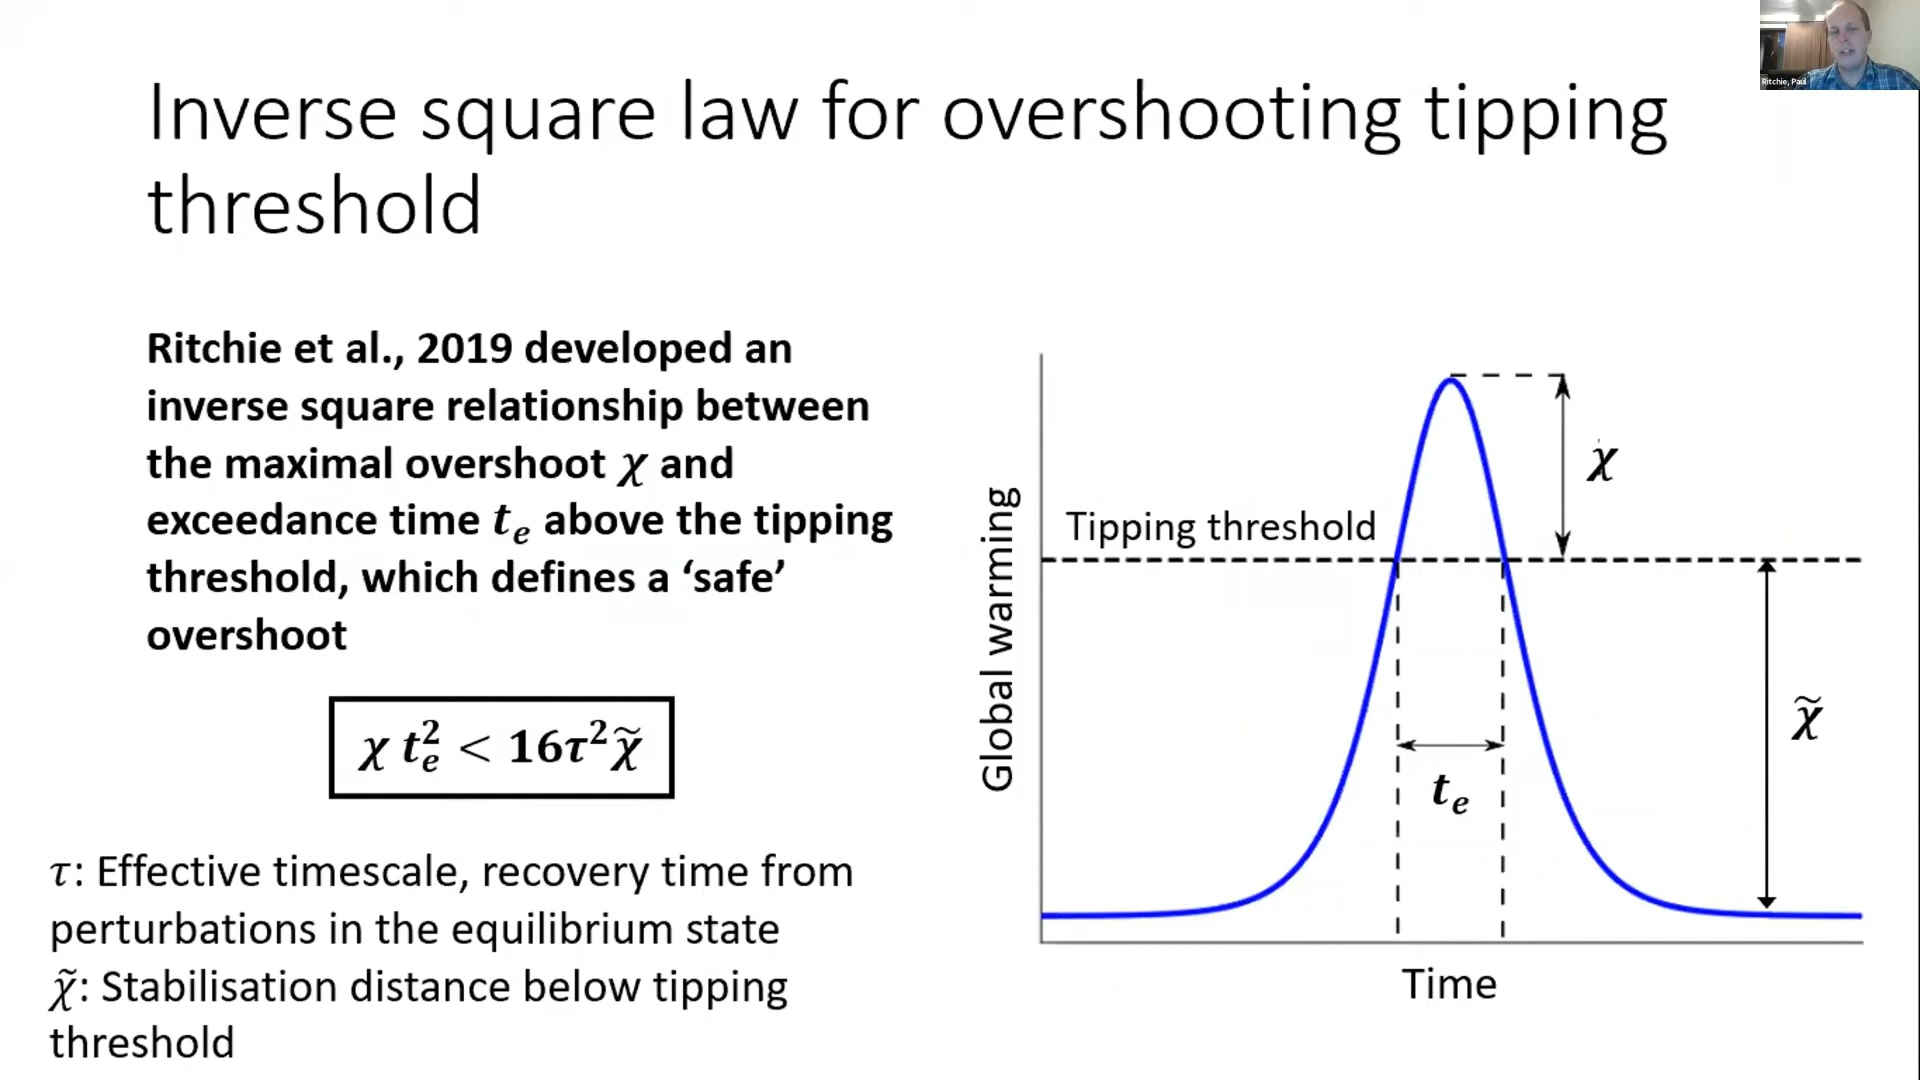 Ritchie, Paul
Inverse square law for overshooting tipping
threshold
Ritchie et al., 2019 developed an
inverse square relationship between
the maximal overshoot χ and
exceedance time tₑ above the tipping
threshold, which defines a ‘safe’
overshoot
χ tₑ² < 16τ²χ̃
τ: Effective timescale, recovery time from
perturbations in the equilibrium state
χ̃: Stabilisation distance below tipping
threshold
Global warming
Tipping threshold
χ
χ̃
tₑ
Time